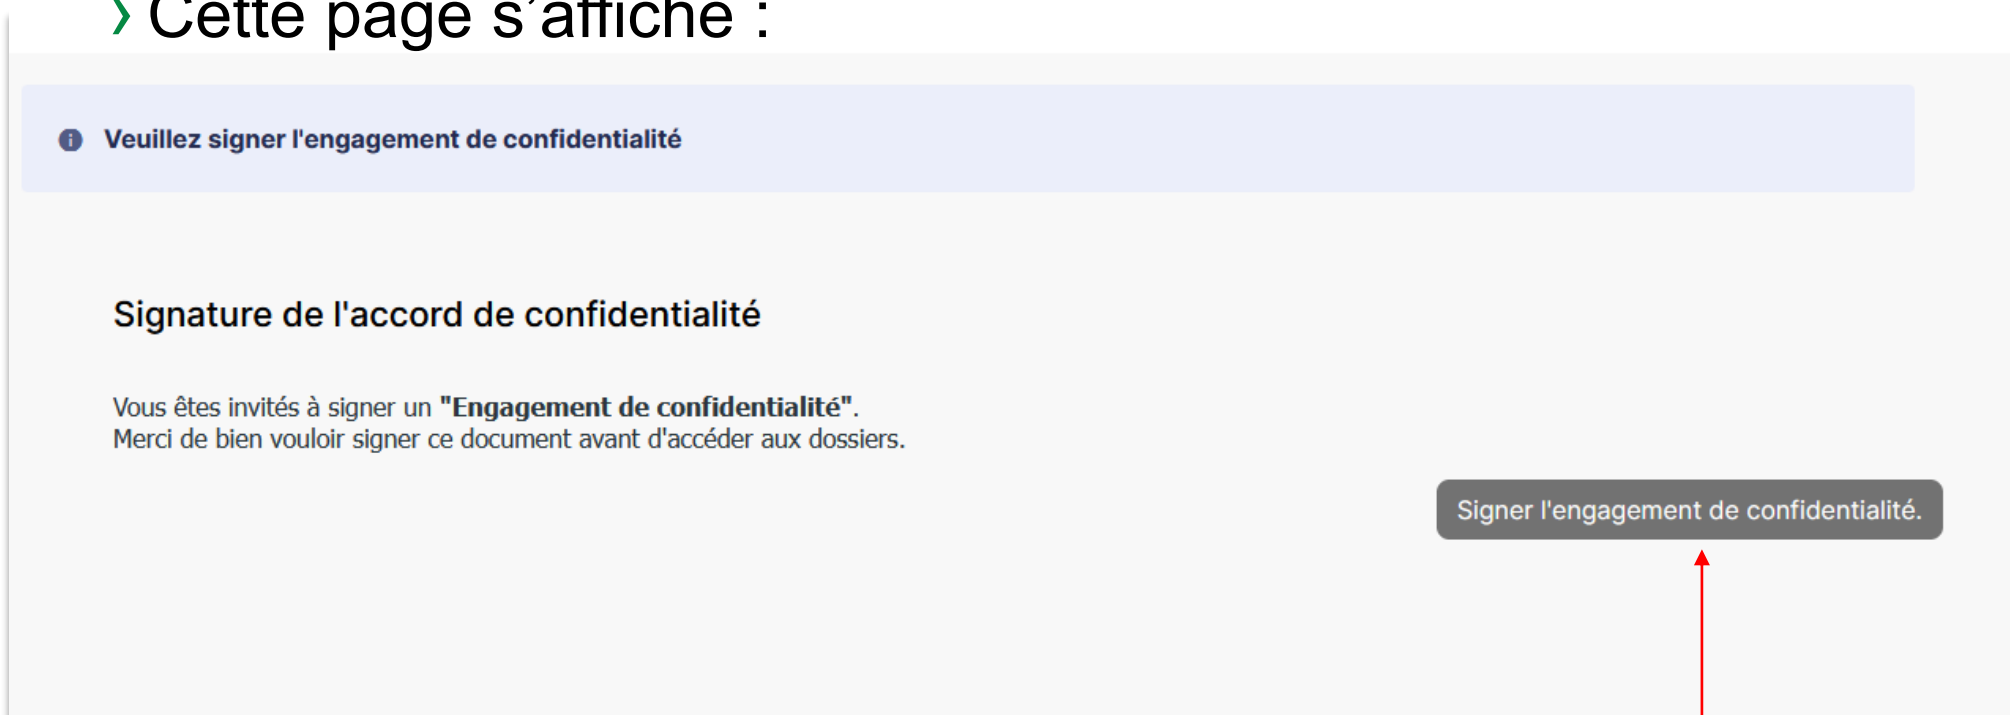 Cette page s’affiche :
Veuillez signer l'engagement de confidentialité
Signature de l'accord de confidentialité
Vous êtes invités à signer un "Engagement de confidentialité".
Merci de bien vouloir signer ce document avant d'accéder aux dossiers.
Signer l'engagement de confidentialité.